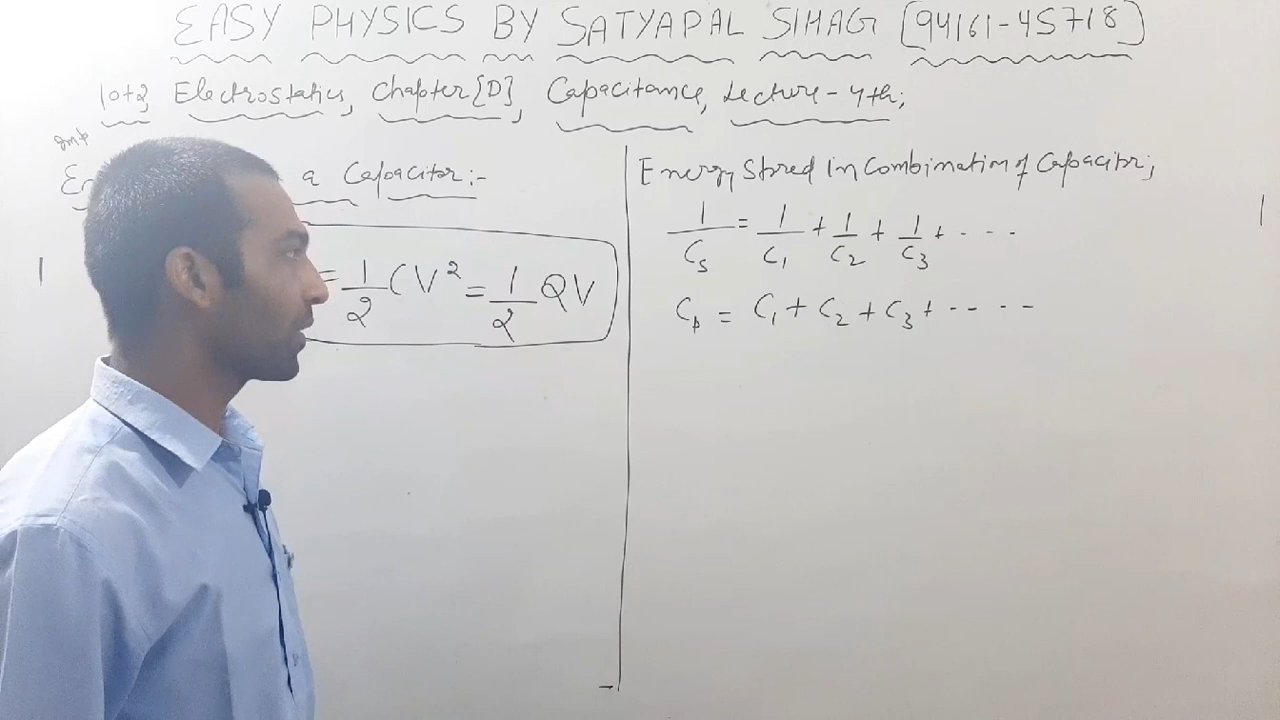 EASY PHYSICS BY SATYAPAL SIHAG [94161-45718]
10+2, Electrostatics, Chapter[D], Capacitance, Lecture-4th;
Imp
En a Capacitor:-
= 1/2 CV² = 1/2 QV
Energy Stored In Combination of Capacitor;
1/Cs = 1/C1 + 1/C2 + 1/C3 + - - - -
Cp = C1 + C2 + C3 + - - - - -